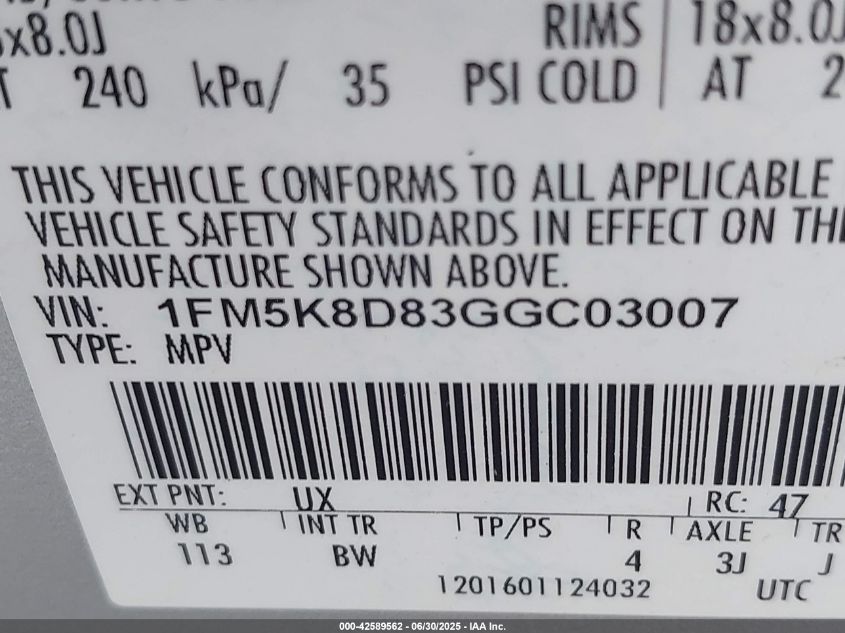 x8.0J RIMS 18x8.0J
240 kPa/ 35 PSI COLD AT 2
THIS VEHICLE CONFORMS TO ALL APPLICABLE
VEHICLE SAFETY STANDARDS IN EFFECT ON THE
MANUFACTURE SHOWN ABOVE.
VIN: 1FM5K8D83GGC03007
TYPE: MPV
EXT PNT: UX RC: 47
WB INT TR TP/PS R AXLE TR
113 BW 4 3J J
1201601124032 UTC
000-42589562 - 06/30/2025 - IAA Inc.